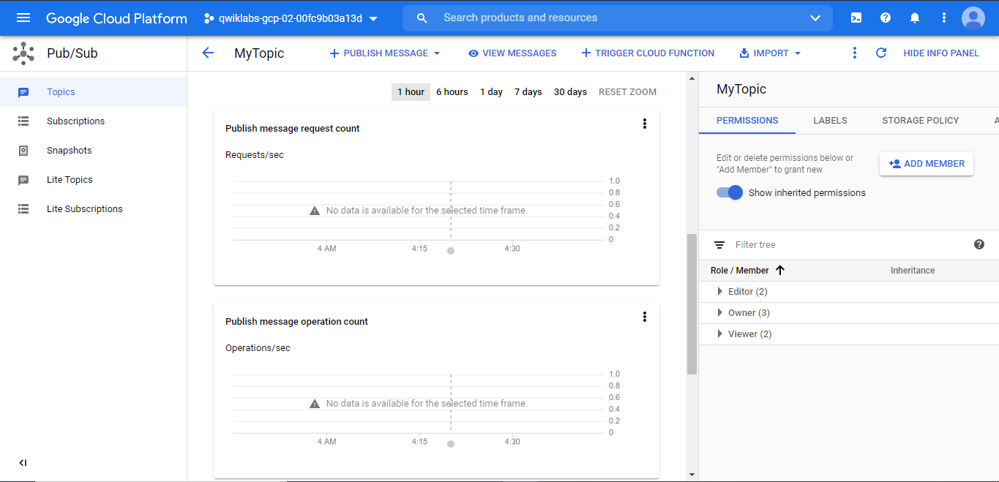 Google Cloud Platform
qwiklabs-gcp-02-00fc9b03a13d
Search products and resources
Pub/Sub
MyTopic
PUBLISH MESSAGE
VIEW MESSAGES
TRIGGER CLOUD FUNCTION
IMPORT
HIDE INFO PANEL
Topics
Subscriptions
Snapshots
Lite Topics
Lite Subscriptions
1 hour 6 hours 1 day 7 days 30 days RESET ZOOM
Publish message request count
Requests/sec
1.0
0.8
0.6
No data is available for the selected time frame.
0.4
0.2
0
4 AM 4:15 4:30
Publish message operation count
Operations/sec
1.0
0.8
0.6
No data is available for the selected time frame.
0.4
0.2
0
4 AM 4:15 4:30
MyTopic
PERMISSIONS LABELS STORAGE POLICY A
Edit or delete permissions below or
"Add Member" to grant new
ADD MEMBER
Show inherited permissions
Filter tree
Role / Member Inheritance
Editor (2)
Owner (3)
Viewer (2)